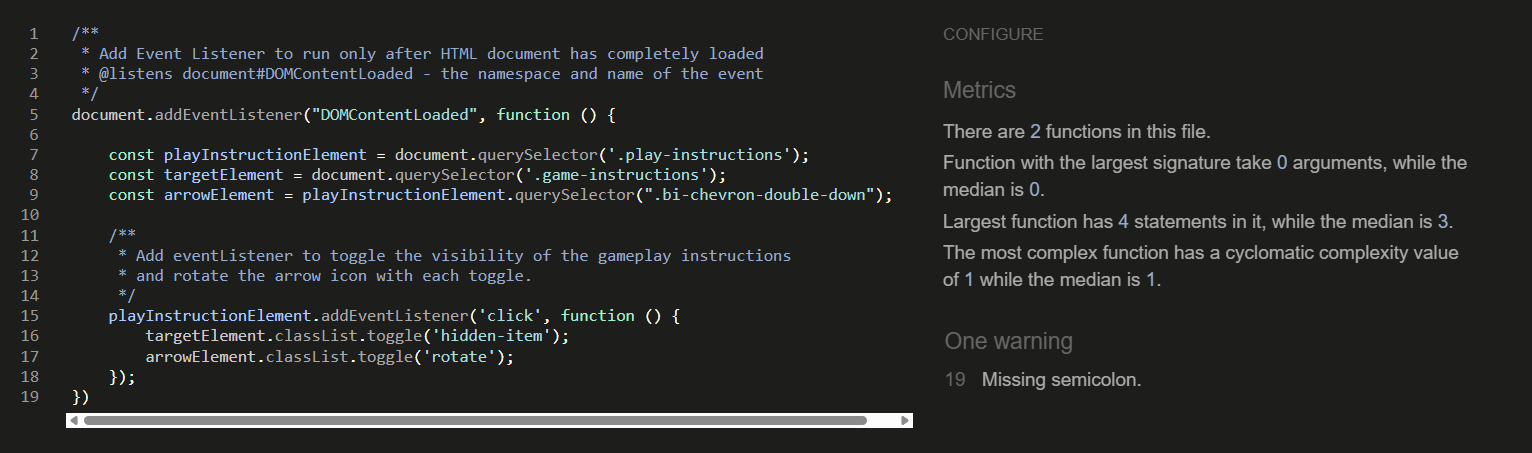 1 /**
2  * Add Event Listener to run only after HTML document has completely loaded
3  * @listens document#DOMContentLoaded - the namespace and name of the event
4  */
5 document.addEventListener("DOMContentLoaded", function () {
6
7     const playInstructionElement = document.querySelector('.play-instructions');
8     const targetElement = document.querySelector('.game-instructions');
9     const arrowElement = playInstructionElement.querySelector(".bi-chevron-double-down");
10
11     /**
12      * Add eventListener to toggle the visibility of the gameplay instructions
13      * and rotate the arrow icon with each toggle.
14      */
15     playInstructionElement.addEventListener('click', function () {
16         targetElement.classList.toggle('hidden-item');
17         arrowElement.classList.toggle('rotate');
18     });
19 })
CONFIGURE
Metrics
There are 2 functions in this file.
Function with the largest signature take 0 arguments, while the
median is 0.
Largest function has 4 statements in it, while the median is 3.
The most complex function has a cyclomatic complexity value
of 1 while the median is 1.
One warning
19 Missing semicolon.